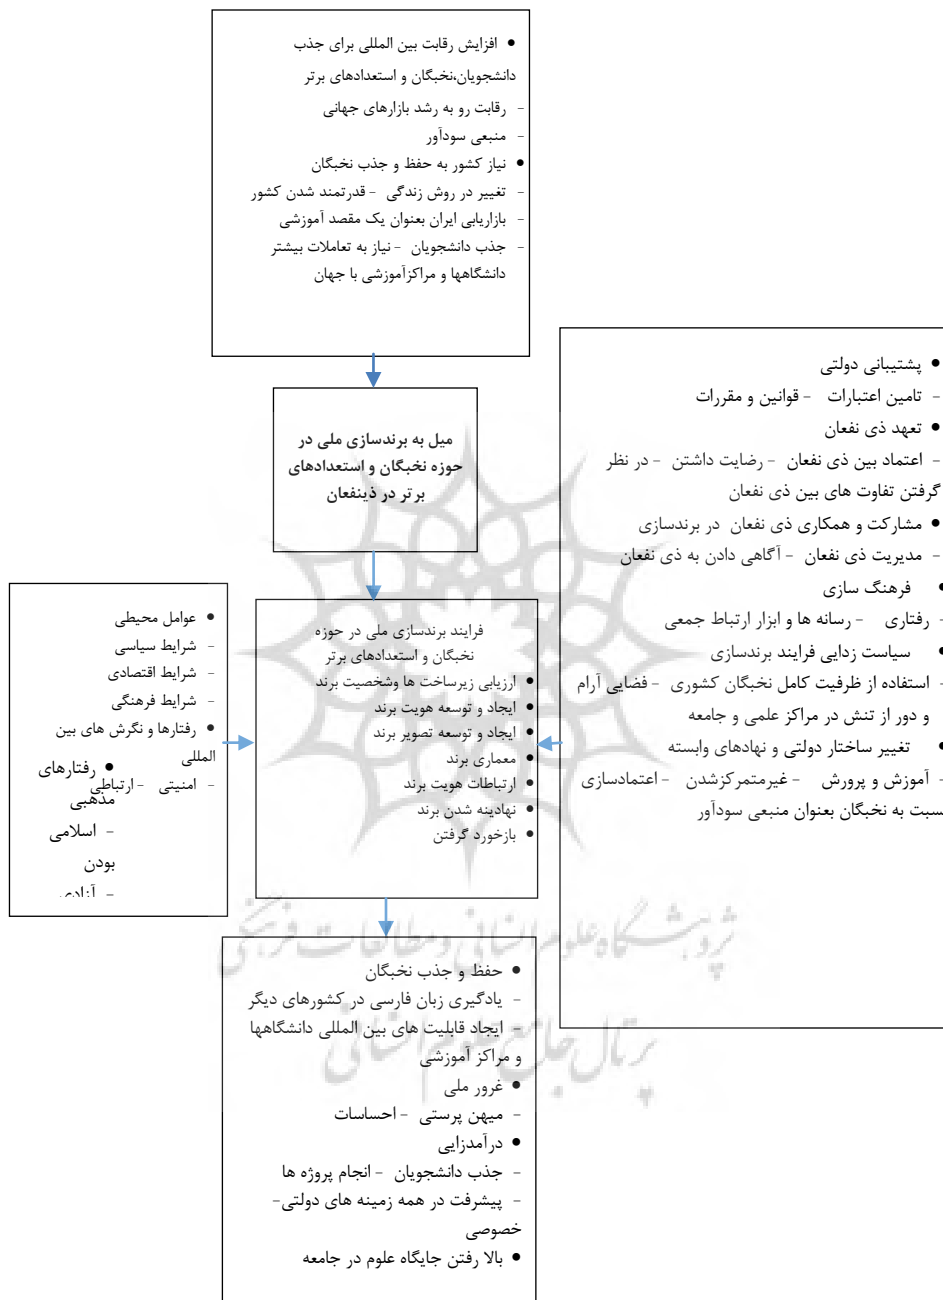 ● افزایش رقابت بین المللی برای جذب
دانشجویان،نخبگان و استعدادهای برتر
- رقابت رو به رشد بازارهای جهانی
- منبعی سودآور
● نیاز کشور به حفظ و جذب نخبگان
- تغییر در روش زندگی - قدرتمند شدن کشور
- بازاریابی ایران بعنوان یک مقصد آموزشی
- جذب دانشجویان - نیاز به تعاملات بیشتر
دانشگاهها و مراکزآموزشی با جهان
میل به برندسازی ملی در
حوزه نخبگان و استعدادهای
برتر در ذینفعان
● پشتیبانی دولتی
- تامین اعتبارات - قوانین و مقررات
● تعهد ذی نفعان
- اعتماد بین ذی نفعان - رضایت داشتن - در نظر
گرفتن تفاوت های بین ذی نفعان
● مشارکت و همکاری ذی نفعان در برندسازی
- مدیریت ذی نفعان - آگاهی دادن به ذی نفعان
● فرهنگ سازی
- رفتاری - رسانه ها و ابزار ارتباط جمعی
● سیاست زدایی فرایند برندسازی
- استفاده از ظرفیت کامل نخبگان کشوری - فضایی آرام
و دور از تنش در مراکز علمی و جامعه
● تغییر ساختار دولتی و نهادهای وابسته
- آموزش و پرورش - غیرمتمرکزشدن - اعتمادسازی
نسبت به نخبگان بعنوان منبعی سودآور
فرایند برندسازی ملی در حوزه
نخبگان و استعدادهای برتر
● ارزیابی زیرساخت ها وشخصیت برند
● ایجاد و توسعه هویت برند
● ایجاد و توسعه تصویر برند
● معماری برند
● ارتباطات هویت برند
● نهادینه شدن برند
● بازخورد گرفتن
● عوامل محیطی
- شرایط سیاسی
- شرایط اقتصادی
- شرایط فرهنگی
● رفتارها و نگرش های بین
المللی
- امنیتی - ارتباطی
● رفتارهای
مذهبی
- اسلامی
بودن
- آزادی
● حفظ و جذب نخبگان
- یادگیری زبان فارسی در کشورهای دیگر
- ایجاد قابلیت های بین المللی دانشگاهها
و مراکز آموزشی
● غرور ملی
- میهن پرستی - احساسات
● درآمدزایی
- جذب دانشجویان - انجام پروژه ها
- پیشرفت در همه زمینه های دولتی-
خصوصی
● بالا رفتن جایگاه علوم در جامعه
پژوهشگاه علوم انسانی و مطالعات فرهنگی
پرتال جامع علوم انسانی